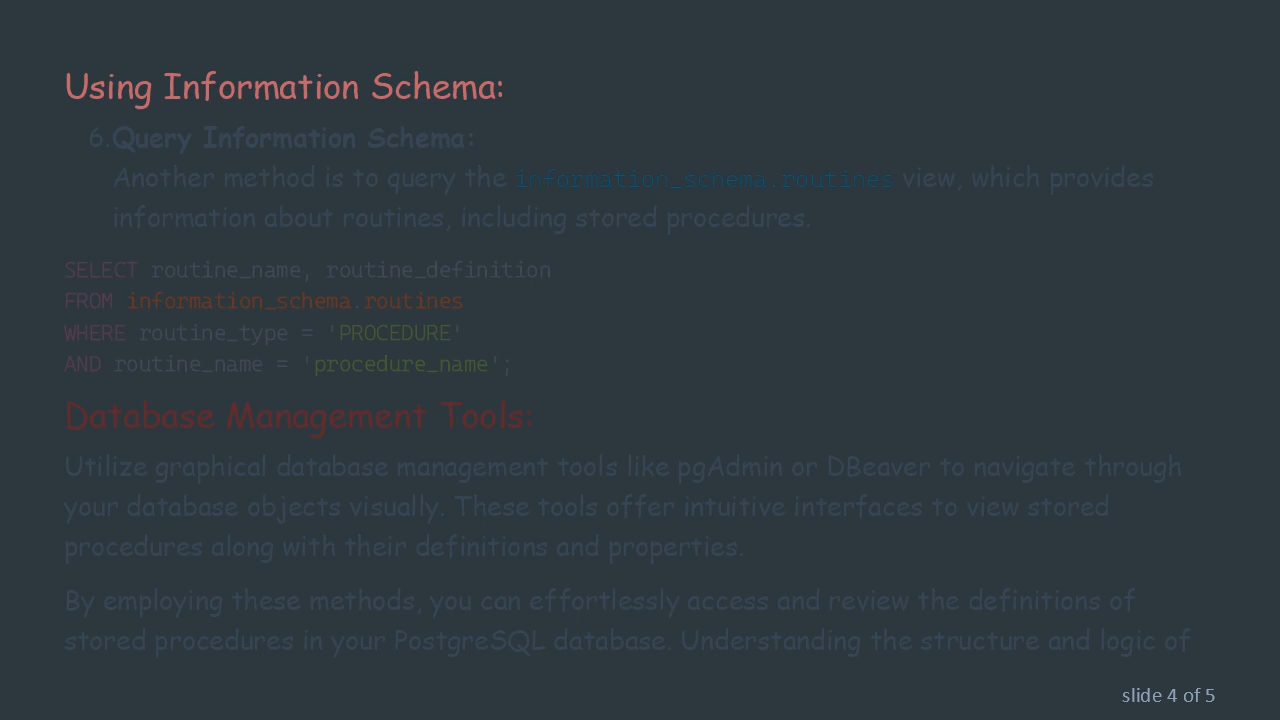 Using Information Schema:
6.Query Information Schema:
Another method is to query the information_schema.routines view, which provides
information about routines, including stored procedures.
SELECT routine_name, routine_definition
FROM information_schema.routines
WHERE routine_type = 'PROCEDURE'
AND routine_name = 'procedure_name';
Database Management Tools:
Utilize graphical database management tools like pgAdmin or DBeaver to navigate through
your database objects visually. These tools offer intuitive interfaces to view stored
procedures along with their definitions and properties.
By employing these methods, you can effortlessly access and review the definitions of
stored procedures in your PostgreSQL database. Understanding the structure and logic of
slide 4 of 5